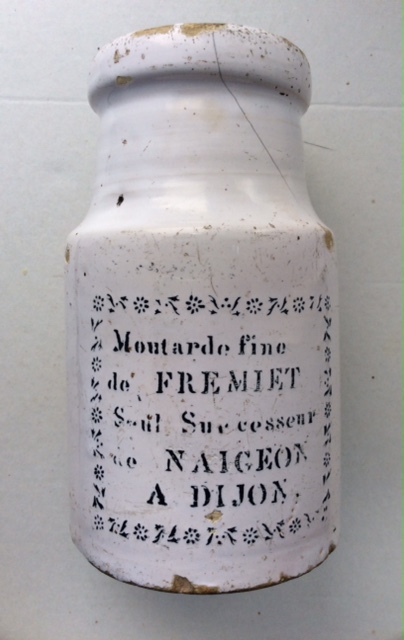 Moutarde fine
de FREMIET
Seul Successeur
de NAIGEON
A DIJON.